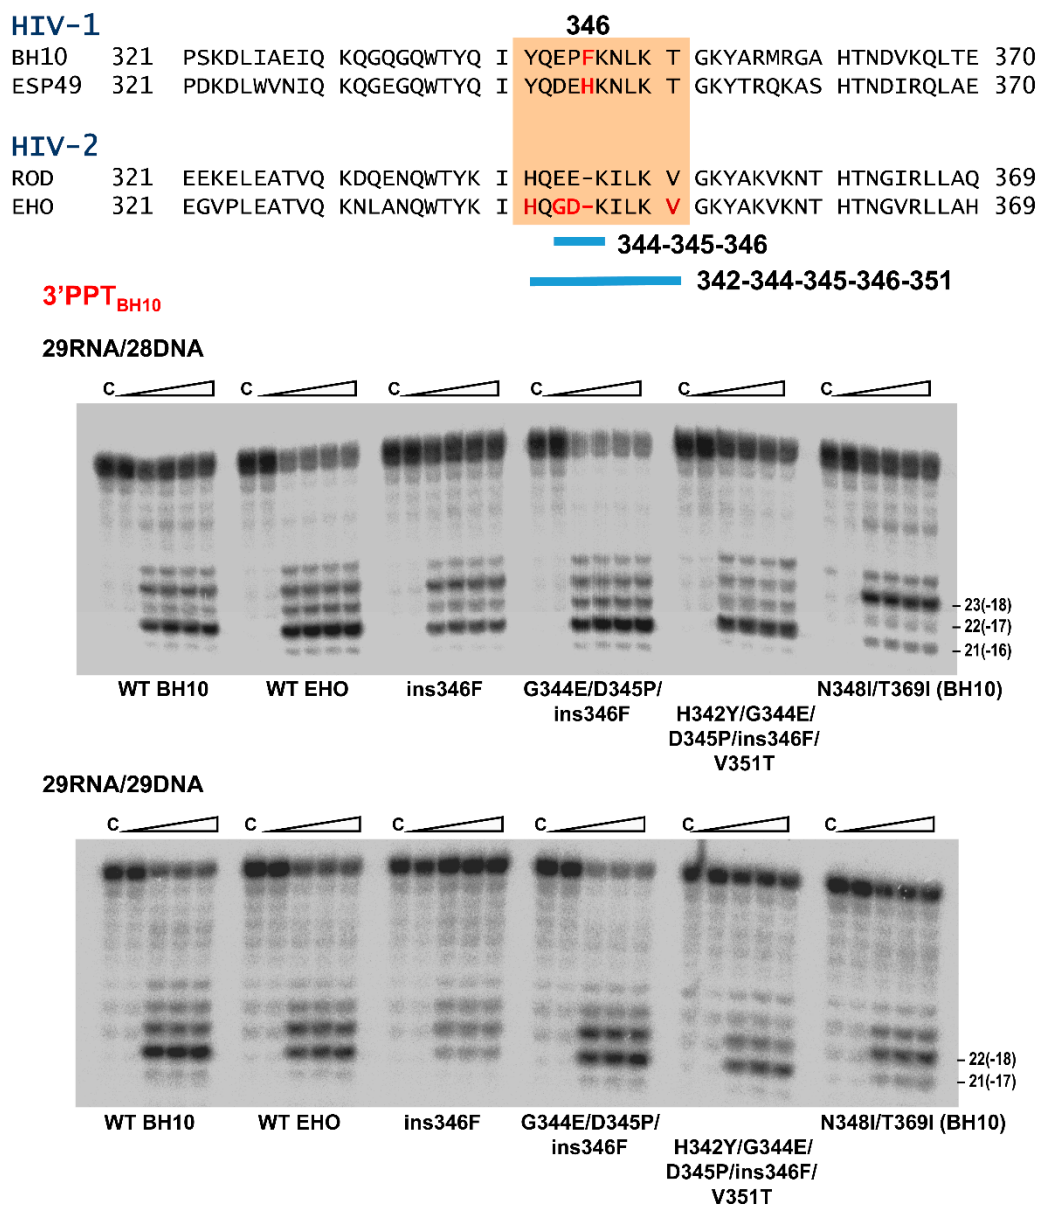 HIV-1
346
BH10 321 PSKDLIAEIQ KQGQGQWTYQ I YQEPFKNLK T GKYARMRGA HTNDVKQLTE 370
ESP49 321 PDKDLWVNIQ KQGEGQWTYQ I YQDEHKNLK T GKYTRQKAS HTNDIRQLAE 370
HIV-2
ROD 321 EEKELEATVQ KDQENQWTYK I HQEE-KILK V GKYAKVKNT HTNGIRLLAQ 369
EHO 321 EGVPLEATVQ KNLANQWTYK I HQGD-KILK V GKYAKVKNT HTNGVRLLAH 369
344-345-346
342-344-345-346-351
3'PPTBH10
29RNA/28DNA
C C C C C C
23(-18)
22(-17)
21(-16)
WT BH10 WT EHO ins346F G344E/D345P/ins346F H342Y/G344E/D345P/ins346F/V351T N348I/T369I (BH10)
29RNA/29DNA
C C C C C C
22(-18)
21(-17)
WT BH10 WT EHO ins346F G344E/D345P/ins346F H342Y/G344E/D345P/ins346F/V351T N348I/T369I (BH10)